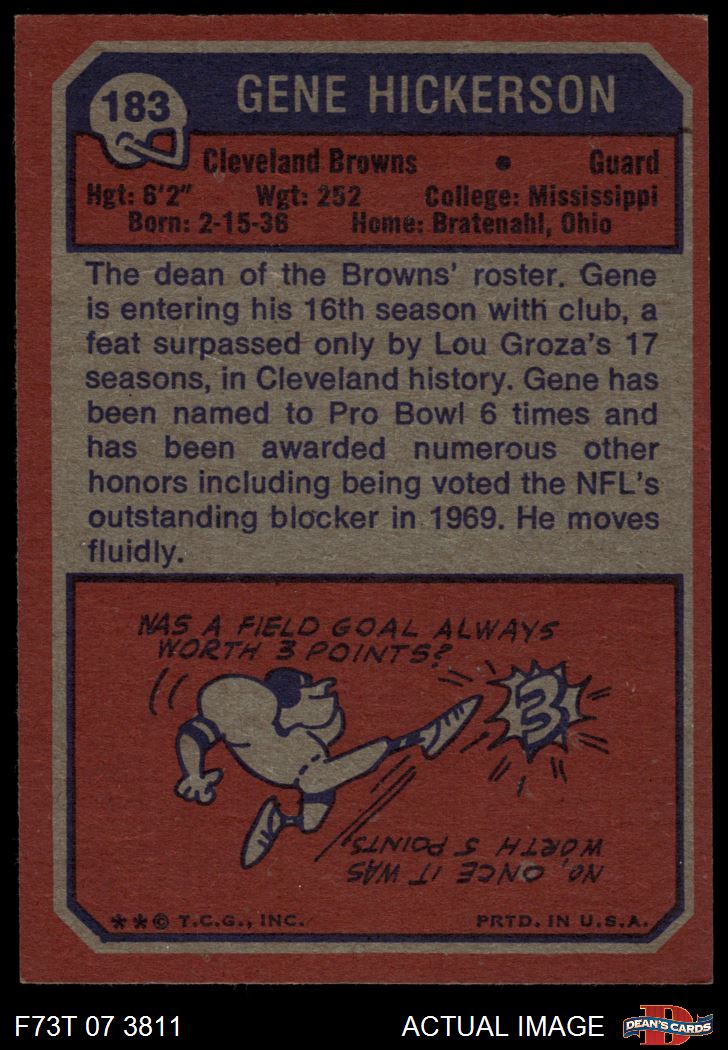 183
GENE HICKERSON
Cleveland Browns • Guard
Hgt: 6'2" Wgt: 252 College: Mississippi
Born: 2-15-36 Home: Bratenahl, Ohio
The dean of the Browns' roster. Gene
is entering his 16th season with club, a
feat surpassed only by Lou Groza's 17
seasons, in Cleveland history. Gene has
been named to Pro Bowl 6 times and
has been awarded numerous other
honors including being voted the NFL's
outstanding blocker in 1969. He moves
fluidly.
WAS A FIELD GOAL ALWAYS
WORTH 3 POINTS?
3
NO, ONCE IT WAS
WORTH 5 POINTS.
**© T.C.G., INC. PRTD. IN U.S.A.
F73T 07 3811 ACTUAL IMAGE
D
DEAN'S CARDS